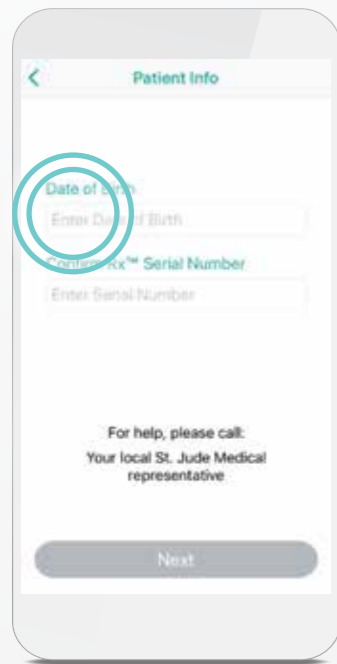 Patient Info
Date of Birth
Enter Date of Birth
Confirm Rx™ Serial Number
Enter Serial Number
For help, please call:
Your local St. Jude Medical
representative
Next